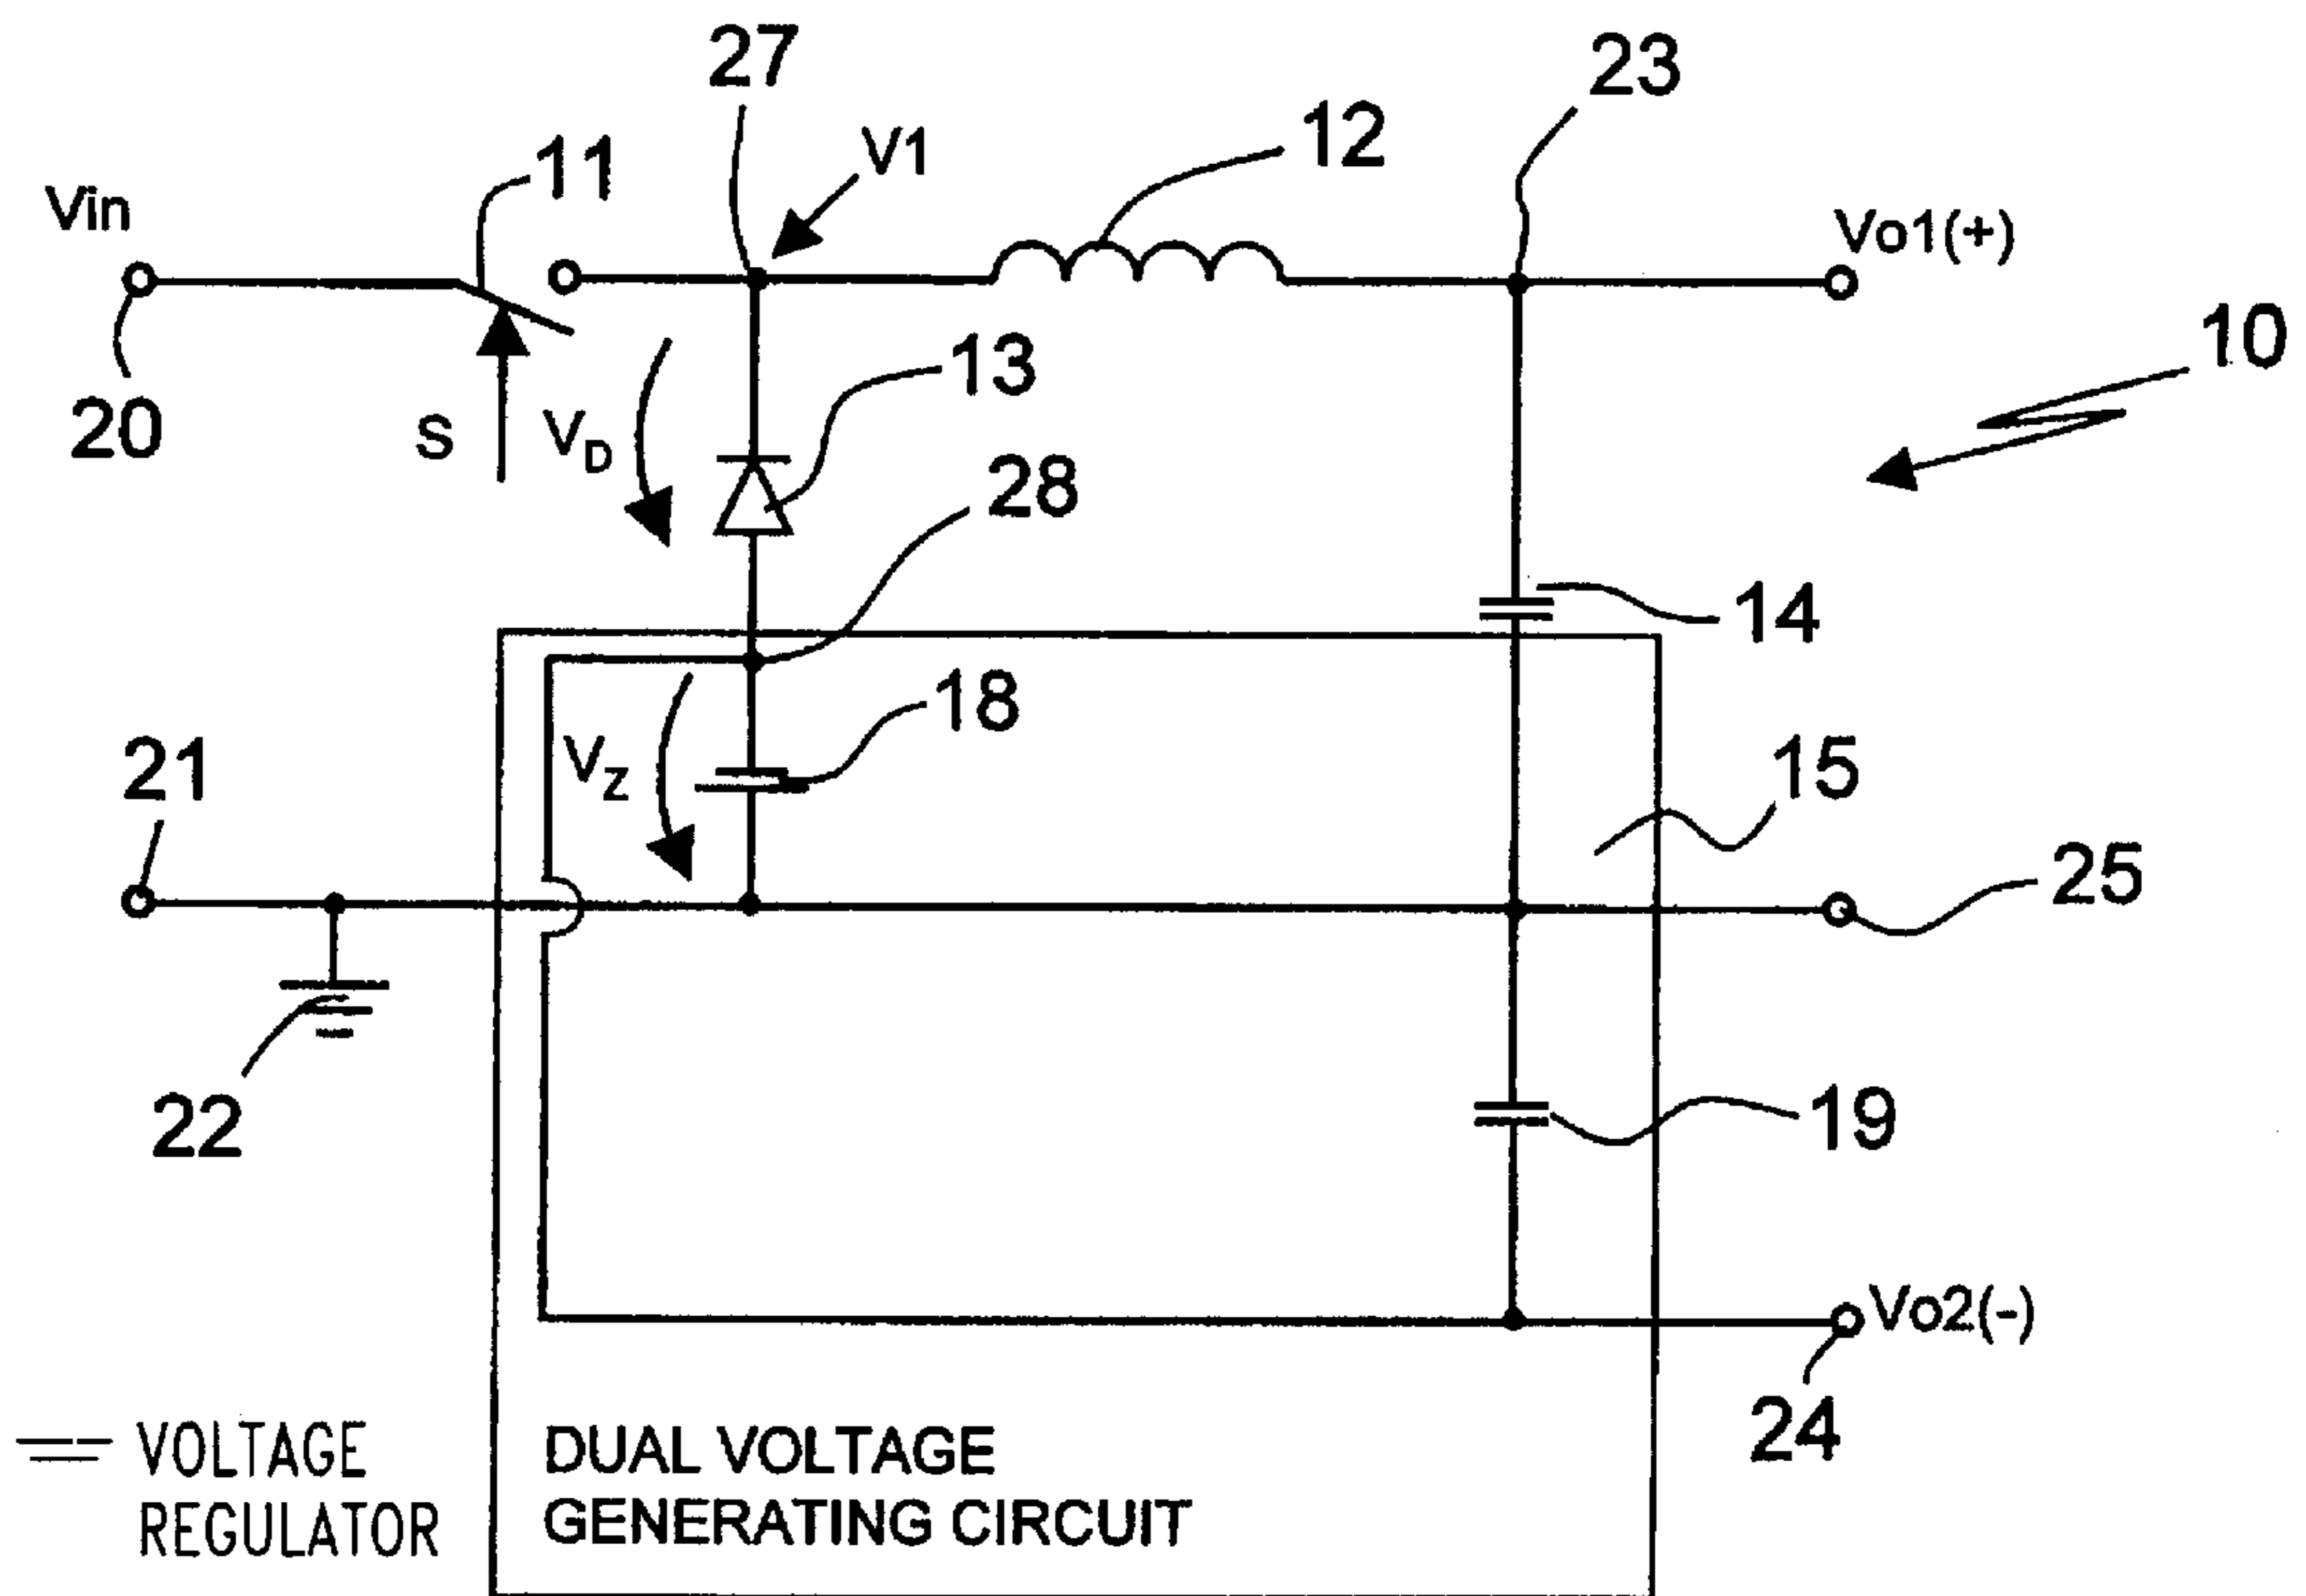 27
23
V1
12
11
Vin
Vo1(+)
10
13
20
S
VD
28
14
18
21
VZ
15
25
22
19
Vo2(-)
24
VOLTAGE
REGULATOR
DUAL VOLTAGE
GENERATING CIRCUIT